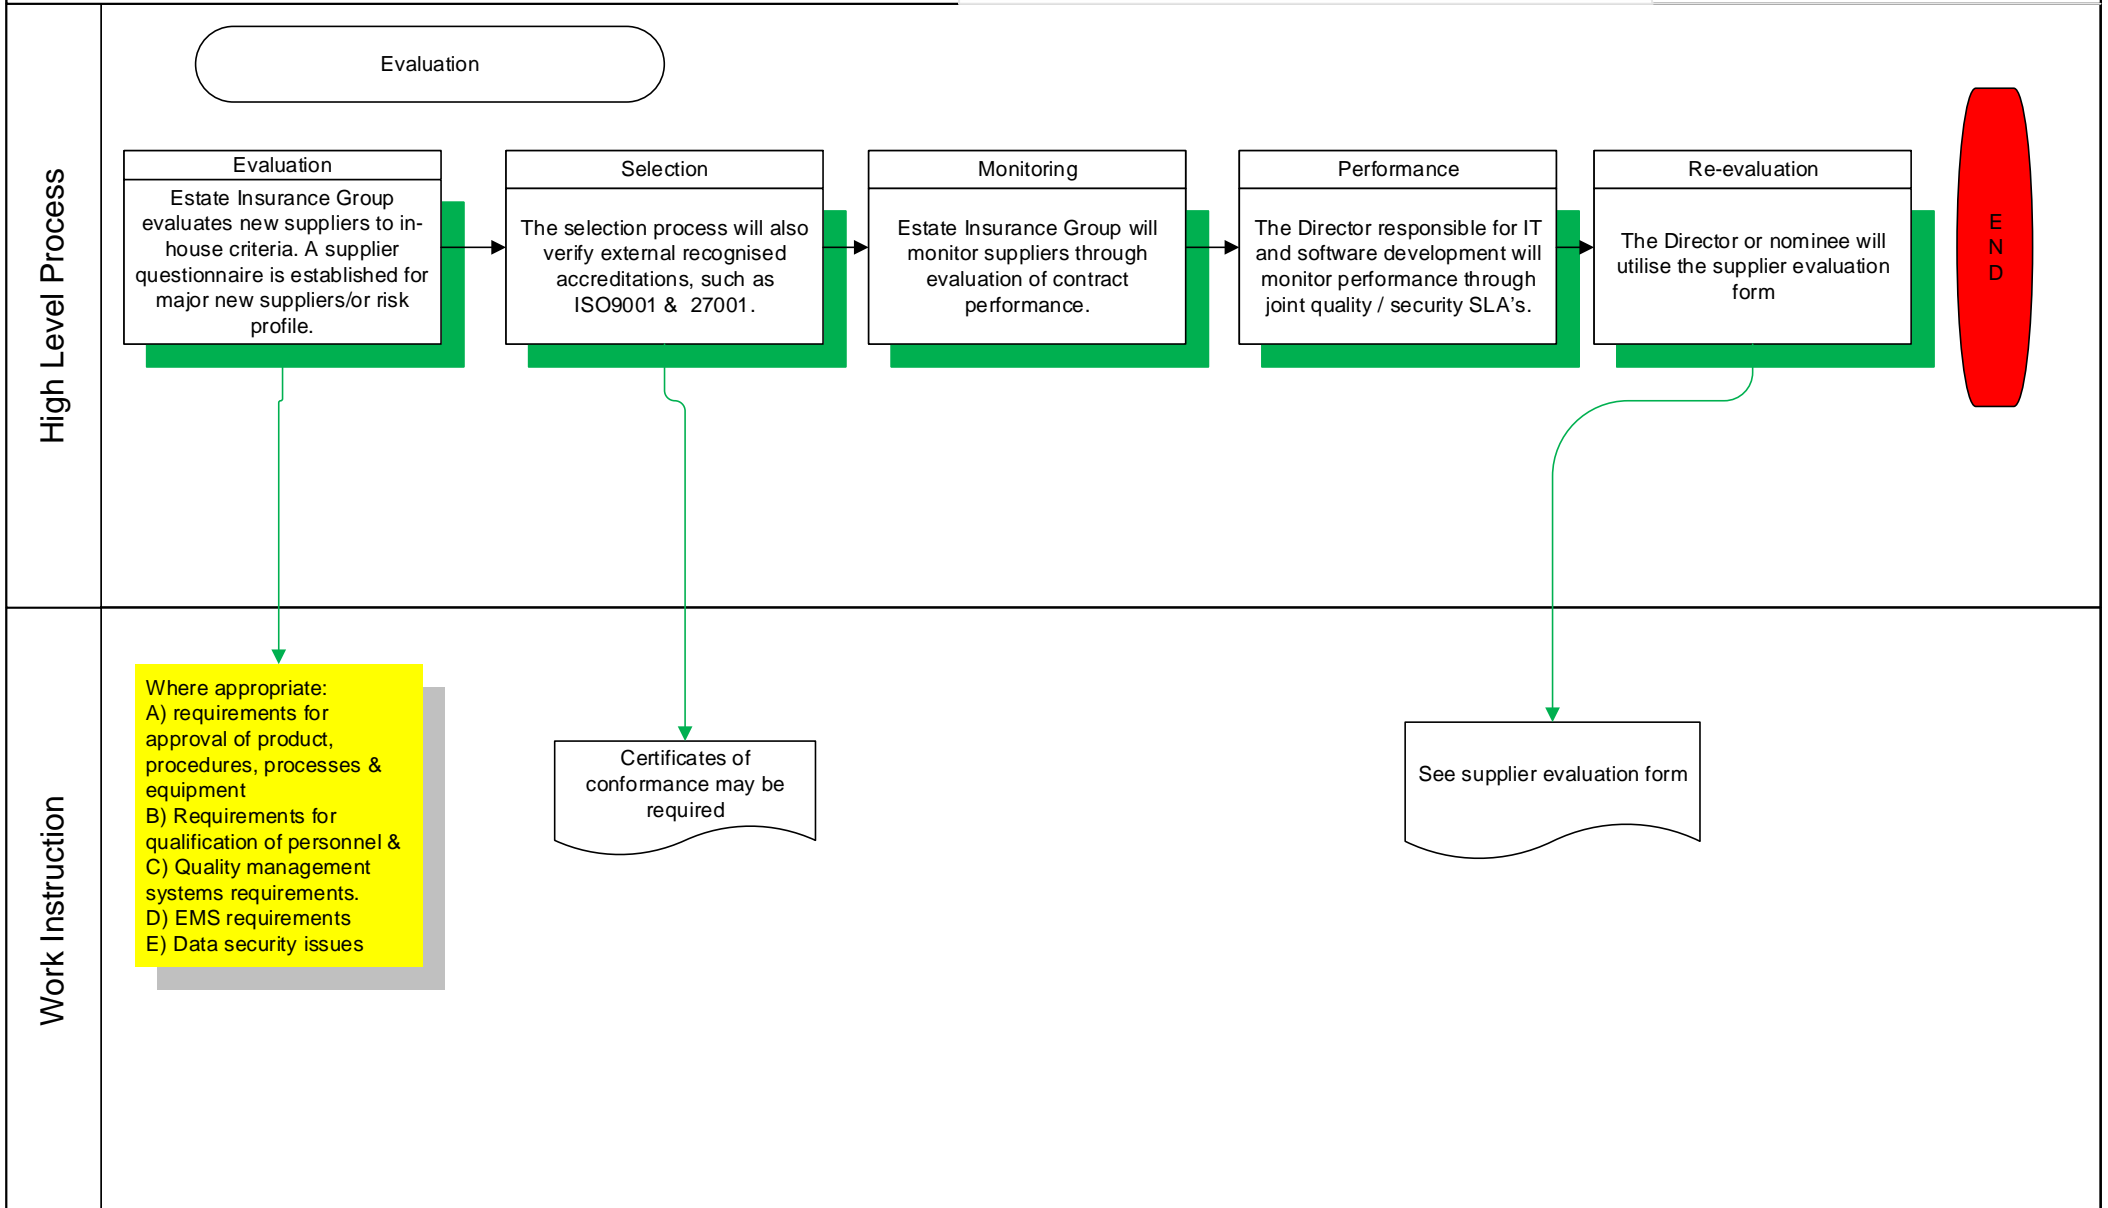 Evaluation
High Level Process
Evaluation
Estate Insurance Group
evaluates new suppliers to in-
house criteria. A supplier
questionnaire is established for
major new suppliers/or risk
profile.
Selection
The selection process will also
verify external recognised
accreditations, such as
ISO9001 &  27001.
Monitoring
Estate Insurance Group will
monitor suppliers through
evaluation of contract
performance.
Performance
The Director responsible for IT
and software development will
monitor performance through
joint quality / security SLA’s.
Re-evaluation
The Director or nominee will
utilise the supplier evaluation
form
E
N
D
Work Instruction
Where appropriate:
A) requirements for
approval of product,
procedures, processes &
equipment
B) Requirements for
qualification of personnel &
C) Quality management
systems requirements.
D) EMS requirements
E) Data security issues
Certificates of
conformance may be
required
See supplier evaluation form